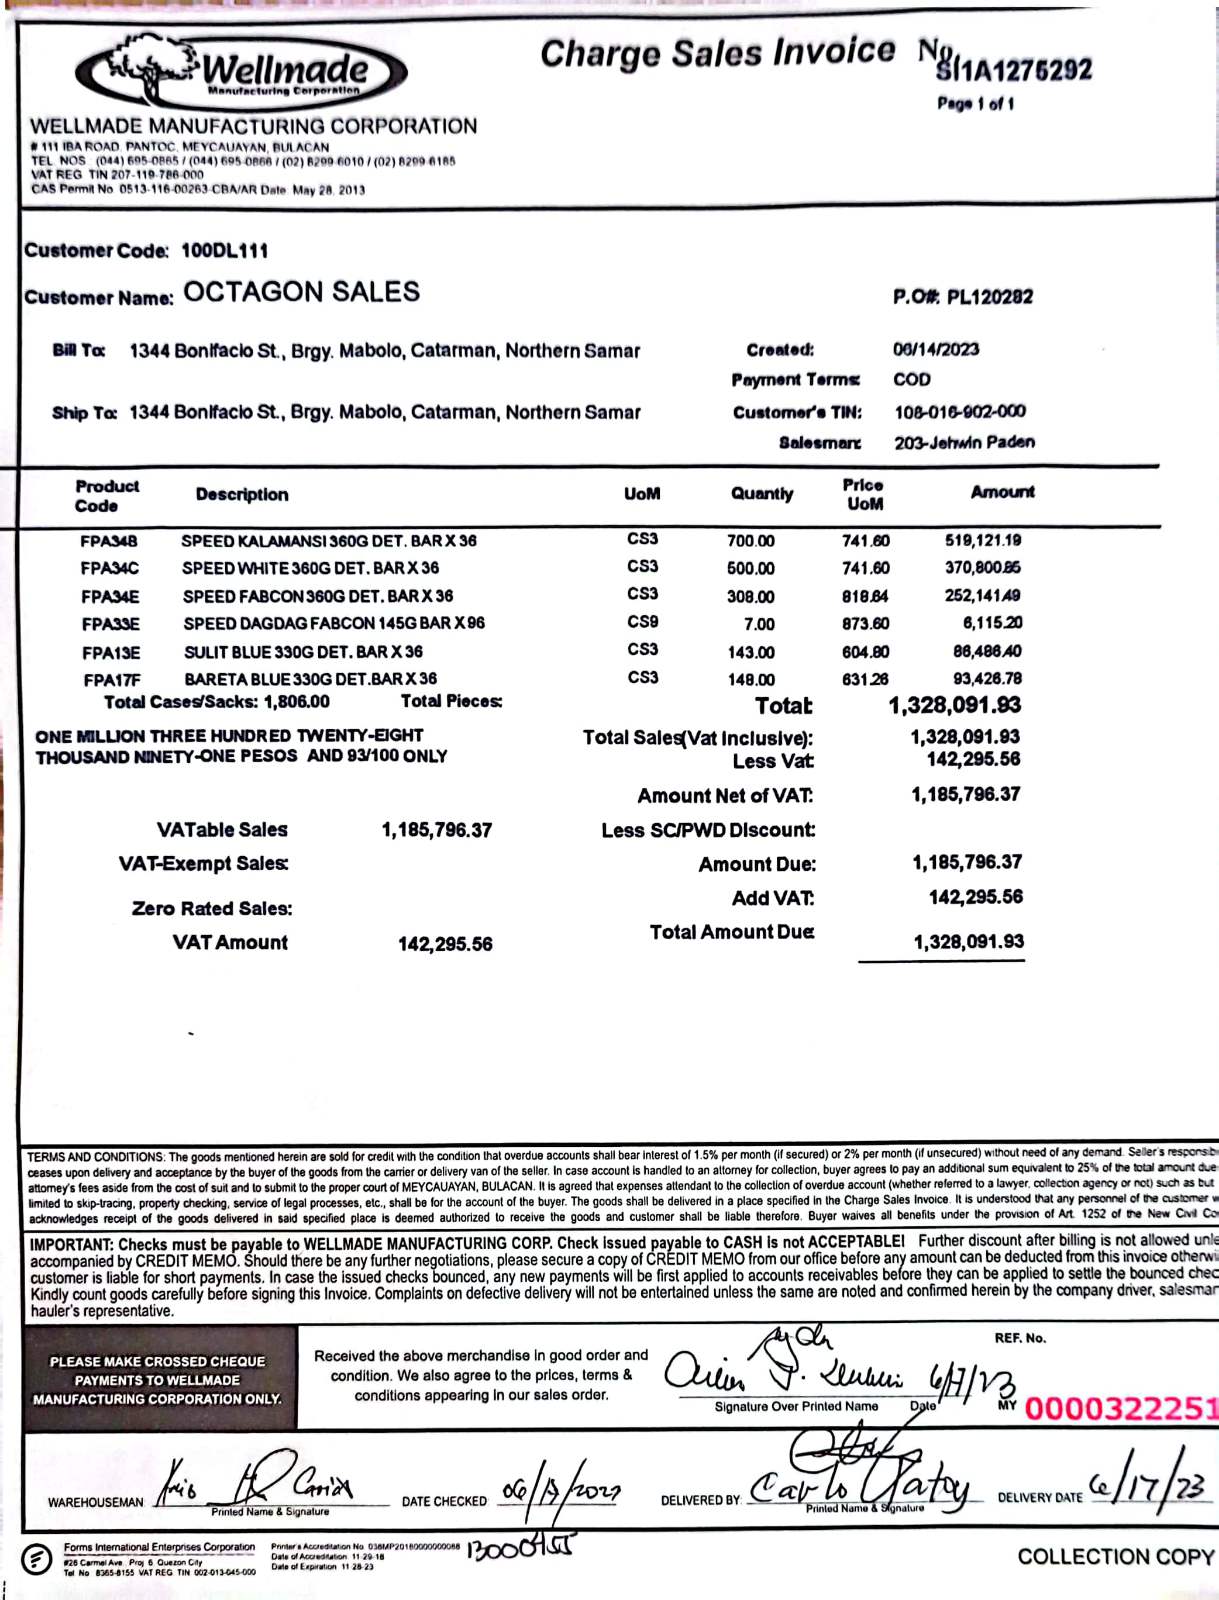 Wellmade
Manufacturing Corporation
Charge Sales Invoice No.
SI1A1275292
Page 1 of 1
WELLMADE MANUFACTURING CORPORATION
# 111 IBA ROAD, PANTOC, MEYCAUAYAN, BULACAN
TEL NOS : (044) 695-0865 / (044) 695-0866 / (02) 8299-6010 / (02) 8299-6185
VAT REG TIN 207-119-786-000
CAS Permit No 0513-116-00263-CBA/AR Date May 28, 2013
Customer Code: 100DL111
Customer Name: OCTAGON SALES
P.O#: PL120282
Bill To: 1344 Bonifacio St., Brgy. Mabolo, Catarman, Northern Samar
Created: 06/14/2023
Payment Terms: COD
Ship To: 1344 Bonifacio St., Brgy. Mabolo, Catarman, Northern Samar
Customer's TIN: 108-016-902-000
Salesman: 203-Jehwin Paden
Product Code Description UoM Quantiy Price UoM Amount
FPA34B SPEED KALAMANSI 360G DET. BAR X 36 CS3 700.00 741.60 519,121.19
FPA34C SPEED WHITE 360G DET. BAR X 36 CS3 500.00 741.60 370,800.85
FPA34E SPEED FABCON 360G DET. BAR X 36 CS3 308.00 818.64 252,141.49
FPA33E SPEED DAGDAG FABCON 145G BAR X 96 CS9 7.00 873.60 6,115.20
FPA13E SULIT BLUE 330G DET. BAR X 36 CS3 143.00 604.80 86,486.40
FPA17F BARETA BLUE 330G DET.BAR X 36 CS3 148.00 631.26 93,426.78
Total Cases/Sacks: 1,806.00 Total Pieces: Total: 1,328,091.93
ONE MILLION THREE HUNDRED TWENTY-EIGHT
THOUSAND NINETY-ONE PESOS AND 93/100 ONLY
Total Sales(Vat Inclusive): 1,328,091.93
Less Vat: 142,295.56
Amount Net of VAT: 1,185,796.37
VATable Sales 1,185,796.37 Less SC/PWD Discount:
VAT-Exempt Sales: Amount Due: 1,185,796.37
Zero Rated Sales: Add VAT: 142,295.56
VAT Amount 142,295.56 Total Amount Due: 1,328,091.93
TERMS AND CONDITIONS: The goods mentioned herein are sold for credit with the condition that overdue accounts shall bear interest of 1.5% per month (if secured) or 2% per month (if unsecured) without need of any demand. Seller's responsib
ceases upon delivery and acceptance by the buyer of the goods from the carrier or delivery van of the seller. In case account is handled to an attorney for collection, buyer agrees to pay an additional sum equivalent to 25% of the total amount due
attorney's fees aside from the cost of suit and to submit to the proper court of MEYCAUAYAN, BULACAN. It is agreed that expenses attendant to the collection of overdue account (whether referred to a lawyer, collection agency or not) such as but
limited to skip-tracing, property checking, service of legal processes, etc., shall be for the account of the buyer. The goods shall be delivered in a place specified in the Charge Sales Invoice. It is understood that any personnel of the customer w
acknowledges receipt of the goods delivered in said specified place is deemed authorized to receive the goods and customer shall be liable therefore. Buyer waives all benefits under the provision of Art. 1252 of the New Civil Co
IMPORTANT: Checks must be payable to WELLMADE MANUFACTURING CORP. Check issued payable to CASH is not ACCEPTABLE! Further discount after billing is not allowed unle
accompanied by CREDIT MEMO. Should there be any further negotiations, please secure a copy of CREDIT MEMO from our office before any amount can be deducted from this invoice otherwi
customer is liable for short payments. In case the issued checks bounced, any new payments will be first applied to accounts receivables before they can be applied to settle the bounced chec
Kindly count goods carefully before signing this Invoice. Complaints on defective delivery will not be entertained unless the same are noted and confirmed herein by the company driver, salesmar
hauler's representative.
PLEASE MAKE CROSSED CHEQUE
PAYMENTS TO WELLMADE
MANUFACTURING CORPORATION ONLY.
Received the above merchandise in good order and
condition. We also agree to the prices, terms &
conditions appearing in our sales order.
6/17/23
Signature Over Printed Name Date
REF. No.
MY 0000322251
WAREHOUSEMAN: Kris
Printed Name & Signature
DATE CHECKED
DELIVERED BY: Carlo
Printed Name & Signature
DELIVERY DATE 6/17/23
Forms International Enterprises Corporation
#26 Carmel Ave. Proj 6 Quezon City
Tel No 8365-8155 VAT REG TIN 002-013-045-000
Printer's Accreditation No. 038MP20180000000088
Date of Accreditation 11-29-18
Date of Expiration 11-28-23
COLLECTION COPY